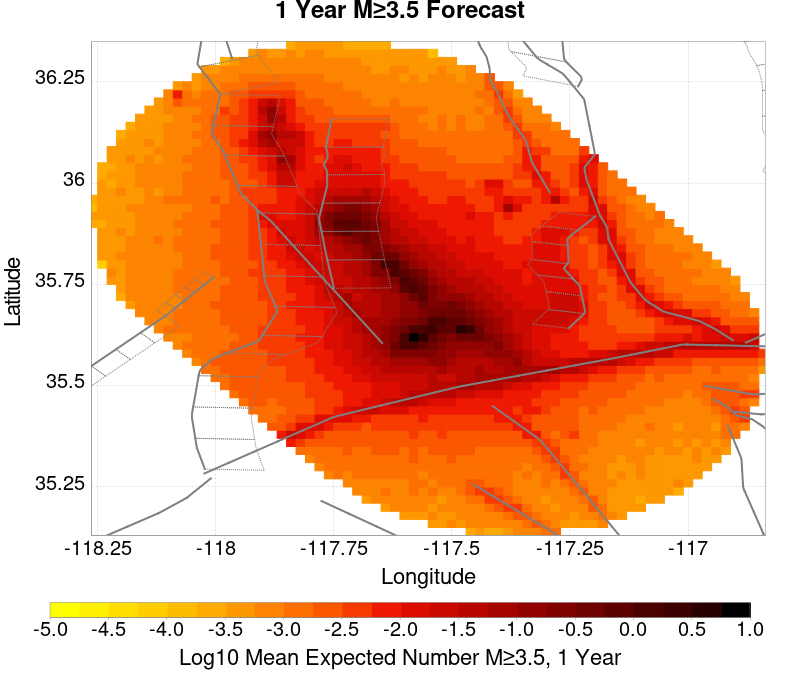 1 Year M≥3.5 Forecast
36.25
36
35.75
35.5
35.25
Latitude
-118.25 -118 -117.75 -117.5 -117.25 -117
Longitude
-5.0 -4.5 -4.0 -3.5 -3.0 -2.5 -2.0 -1.5 -1.0 -0.5 0.0 0.5 1.0
Log10 Mean Expected Number M≥3.5, 1 Year